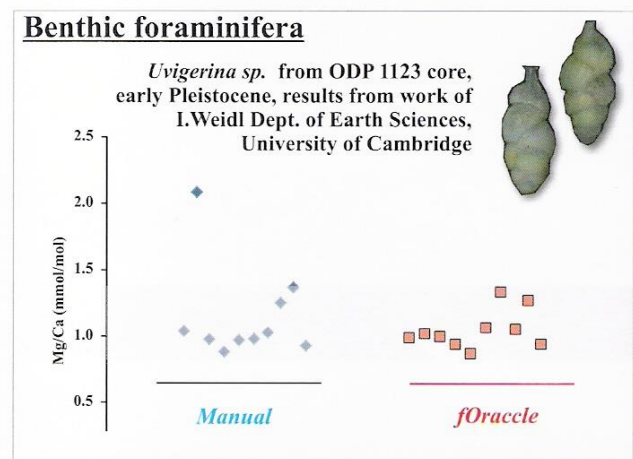 Benthic foraminifera
Uvigerina sp. from ODP 1123 core,
early Pleistocene, results from work of
I.Weidl Dept. of Earth Sciences,
University of Cambridge
2.5
2.0
1.5
1.0
0.5
Mg/Ca (mmol/mol)
Manual
fOraccle